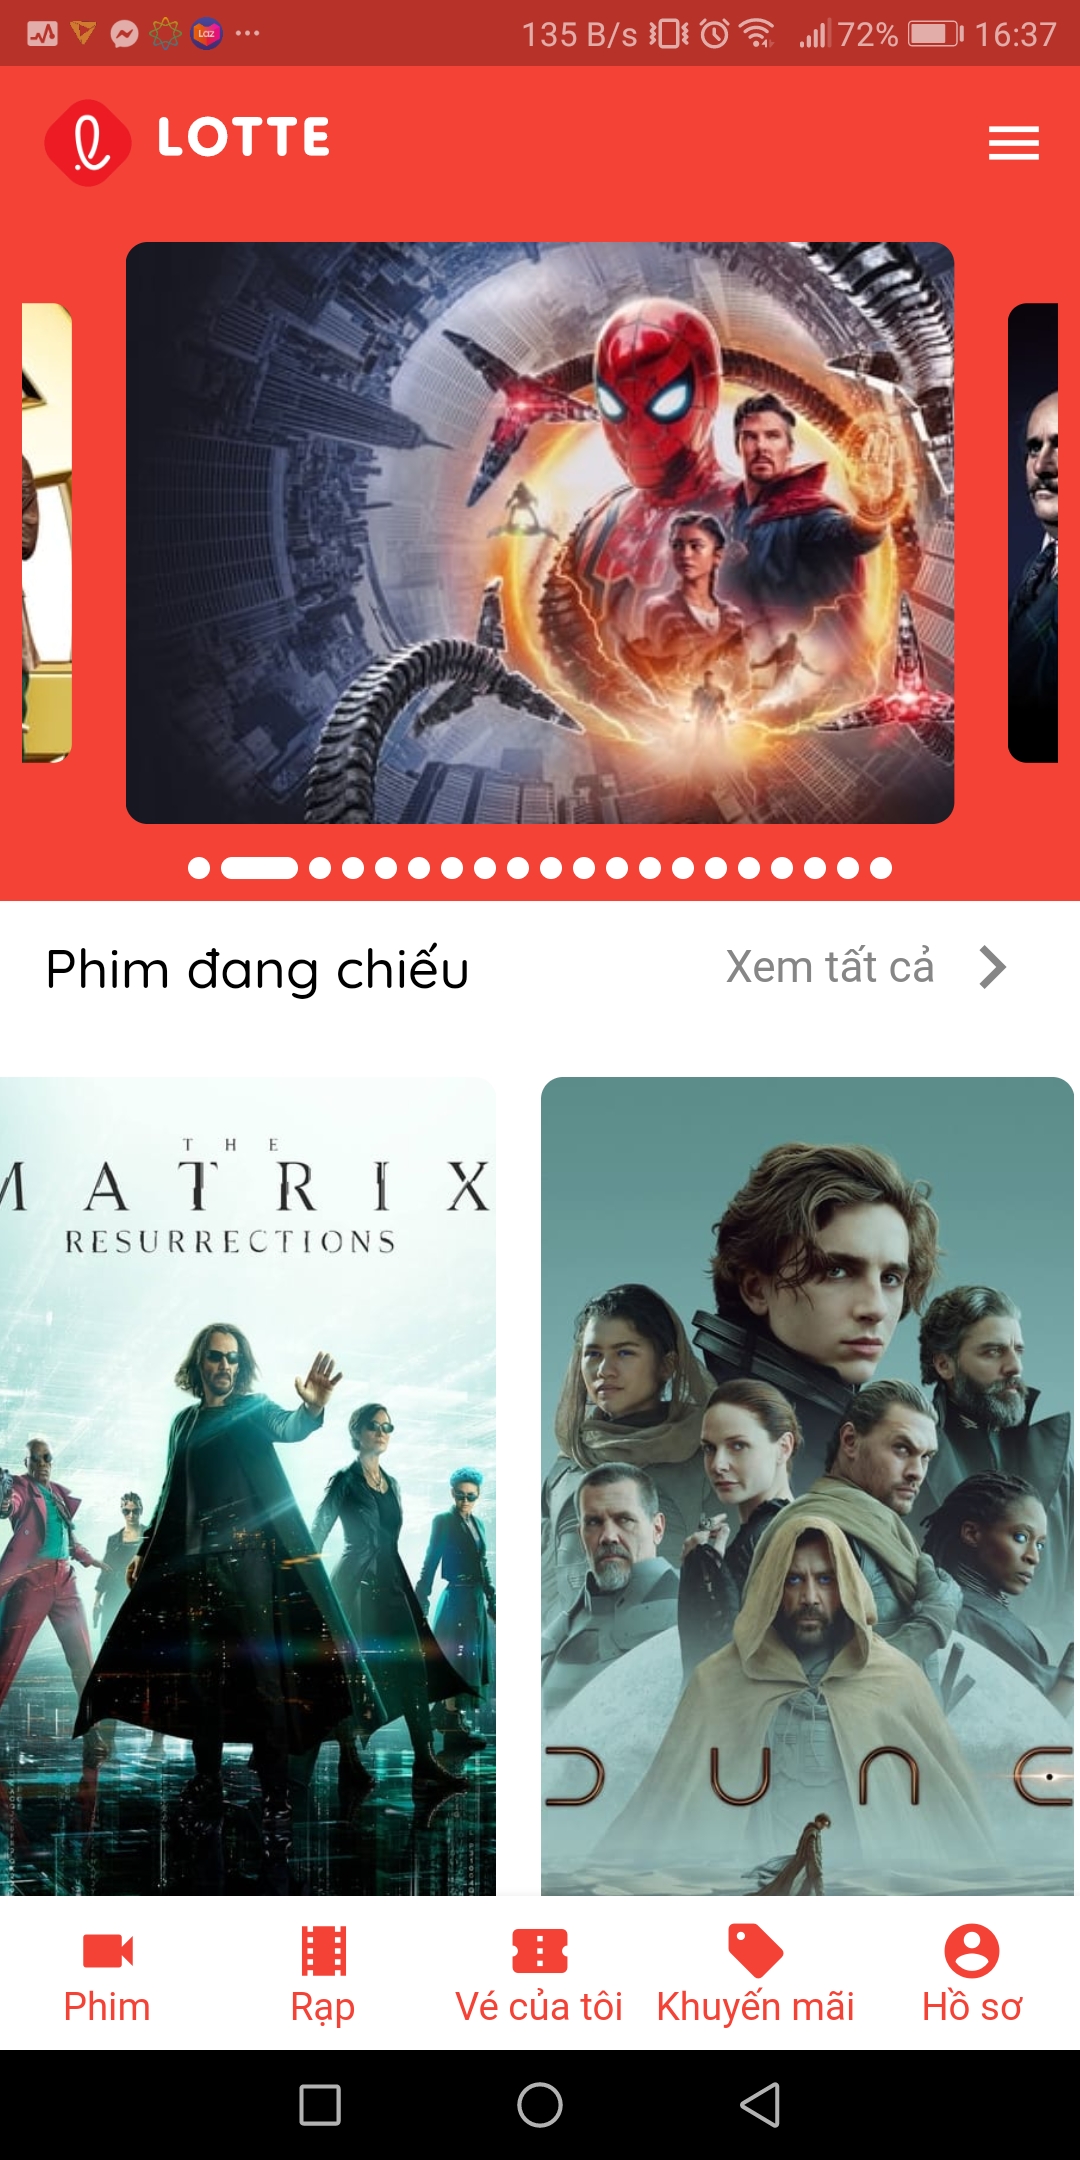 135 B/s 72% 16:37
LOTTE
Phim đang chiếu
Xem tất cả
THE
MATRIX
RESURRECTIONS
DUNE
Phim
Rạp
Vé của tôi
Khuyến mãi
Hồ sơ